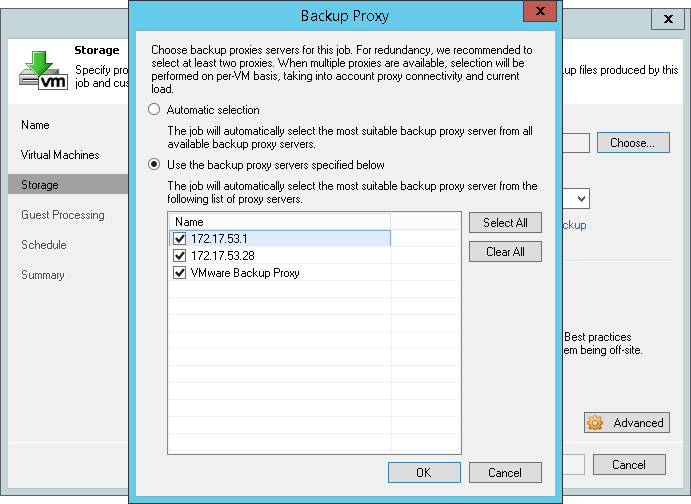 Backup Proxy
x
x
Storage
Specify pro
job and cus
up files produced by this
vm
Choose backup proxies servers for this job. For redundancy, we recommended to
select at least two proxies. When multiple proxies are available, selection will be
performed on per-VM basis, taking into account proxy connectivity and current
load.
Automatic selection
The job will automatically select the most suitable backup proxy server from all
available backup proxy servers.
Use the backup proxy servers specified below
The job will automatically select the most suitable backup proxy server from the
following list of proxy servers.
Name
172.17.53.1
172.17.53.28
VMware Backup Proxy
Select All
Clear All
OK
Cancel
Name
Virtual Machines
Storage
Guest Processing
Schedule
Summary
Choose...
ackup
Best practices
em being off-site.
Advanced
Cancel